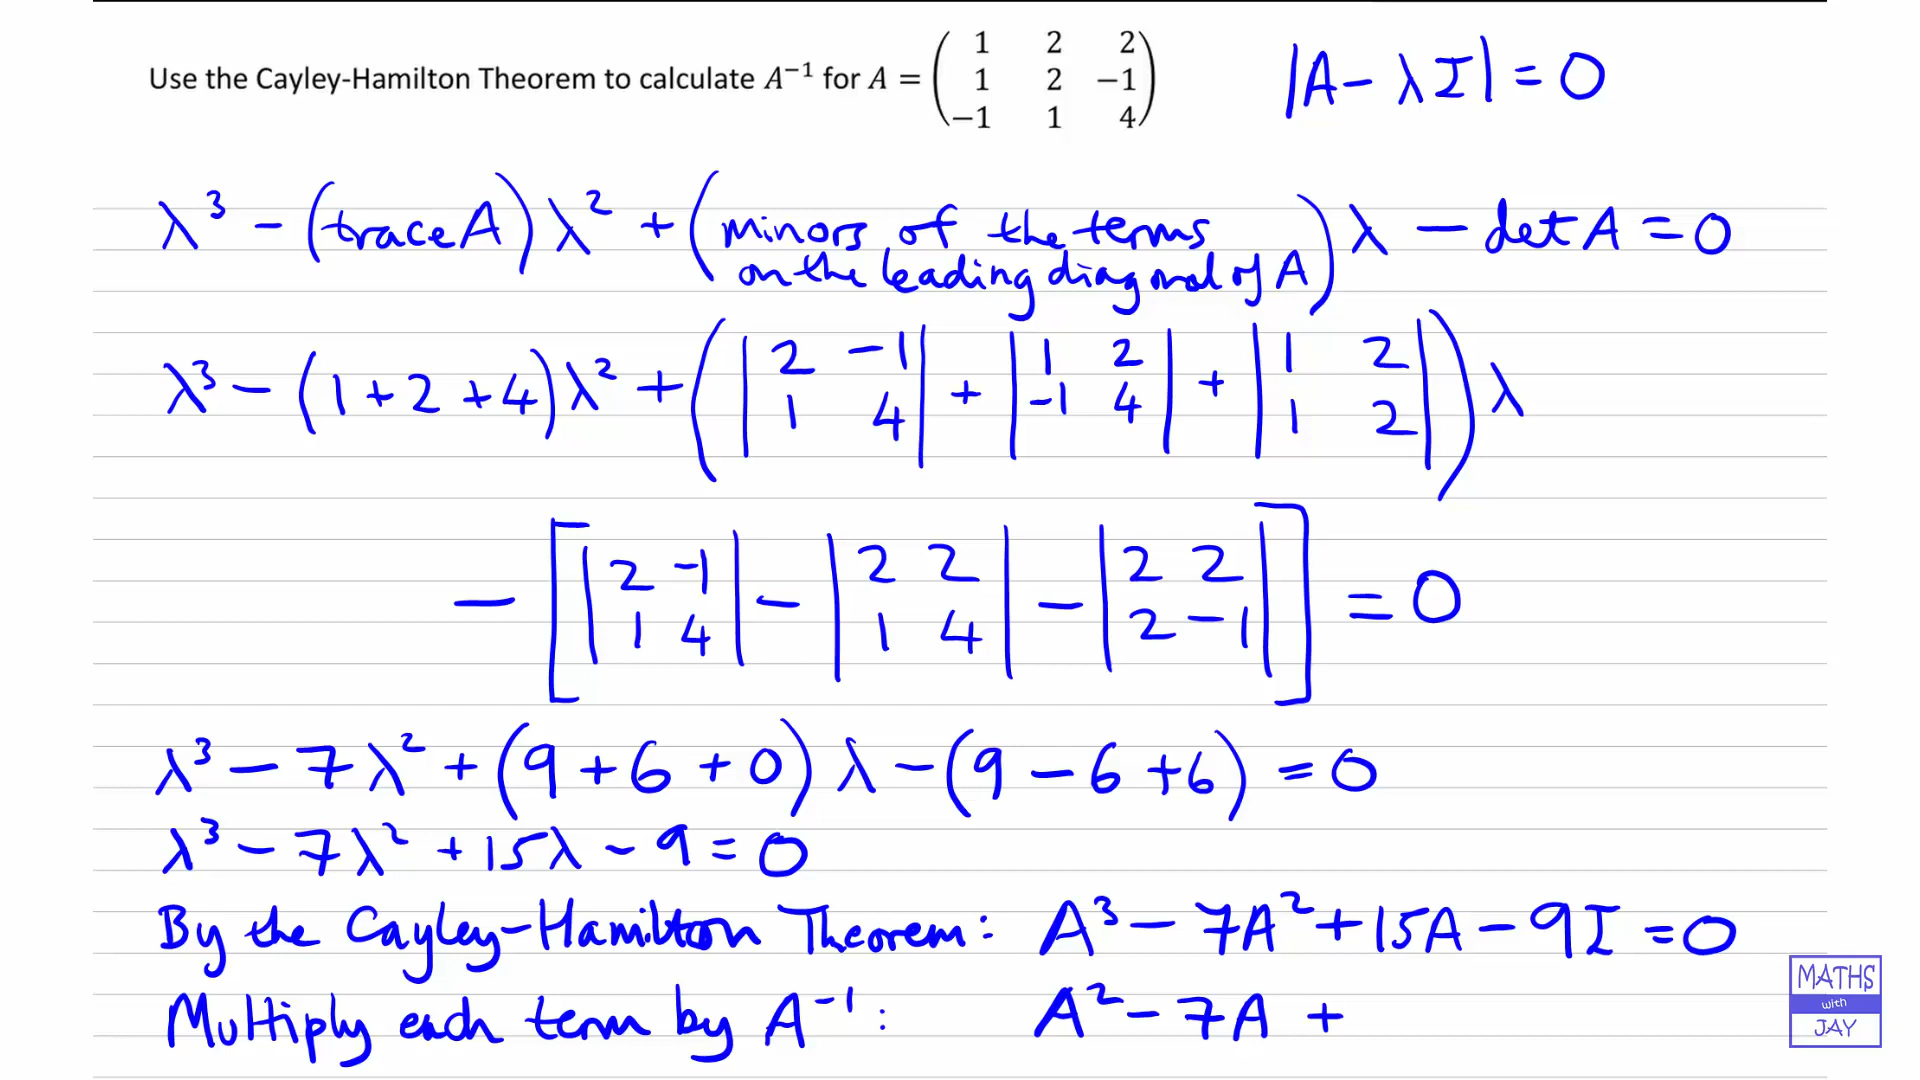 Use the Cayley-Hamilton Theorem to calculate A⁻¹ for A = ( 1 2 2
1 2 −1
−1 1 4 )
|A − λI| = 0
λ³ − (trace A) λ² + (minors of the terms on the leading diagonal of A) λ − det A = 0
λ³ − (1 + 2 + 4) λ² + ( |2 −1; 1 4| + |1 2; −1 4| + |1 2; 1 2| ) λ
− [ |2 −1; 1 4| − |2 2; 1 4| − |2 2; 2 −1| ] = 0
λ³ − 7λ² + (9 + 6 + 0) λ − (9 − 6 + 6) = 0
λ³ − 7λ² + 15λ − 9 = 0
By the Cayley-Hamilton Theorem: A³ − 7A² + 15A − 9I = 0
Multiply each term by A⁻¹: A² − 7A +
MATHS
with
JAY